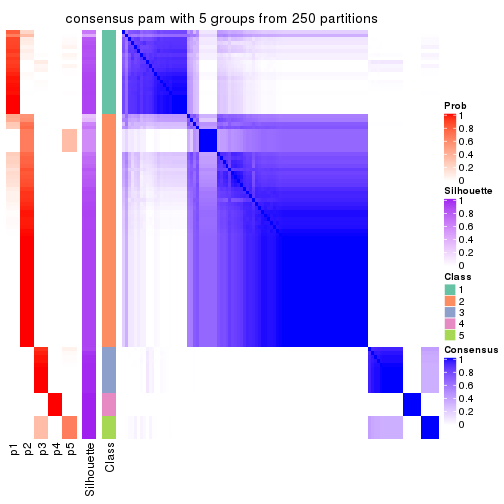 consensus pam with 5 groups from 250 partitions
Prob
1
0.8
0.6
0.4
0.2
0
Silhouette
1
0.8
0.6
0.4
0.2
0
Class
1
2
3
4
5
Consensus
1
0.8
0.6
0.4
0.2
0
p1
p2
p3
p4
p5
Silhouette
Class